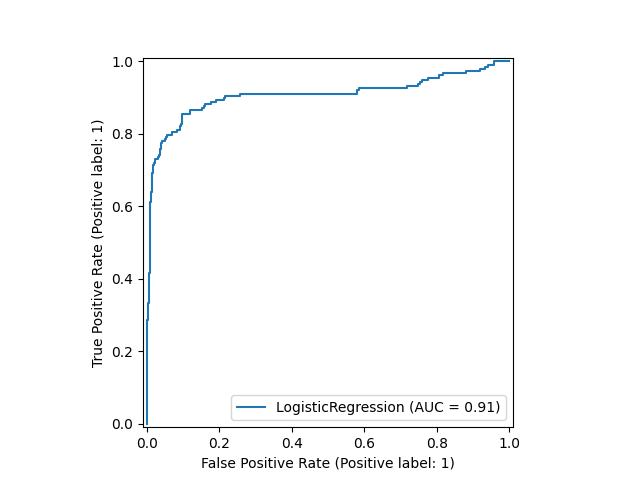 1.0
0.8
0.6
0.4
0.2
0.0
True Positive Rate (Positive label: 1)
LogisticRegression (AUC = 0.91)
0.0 0.2 0.4 0.6 0.8 1.0
False Positive Rate (Positive label: 1)